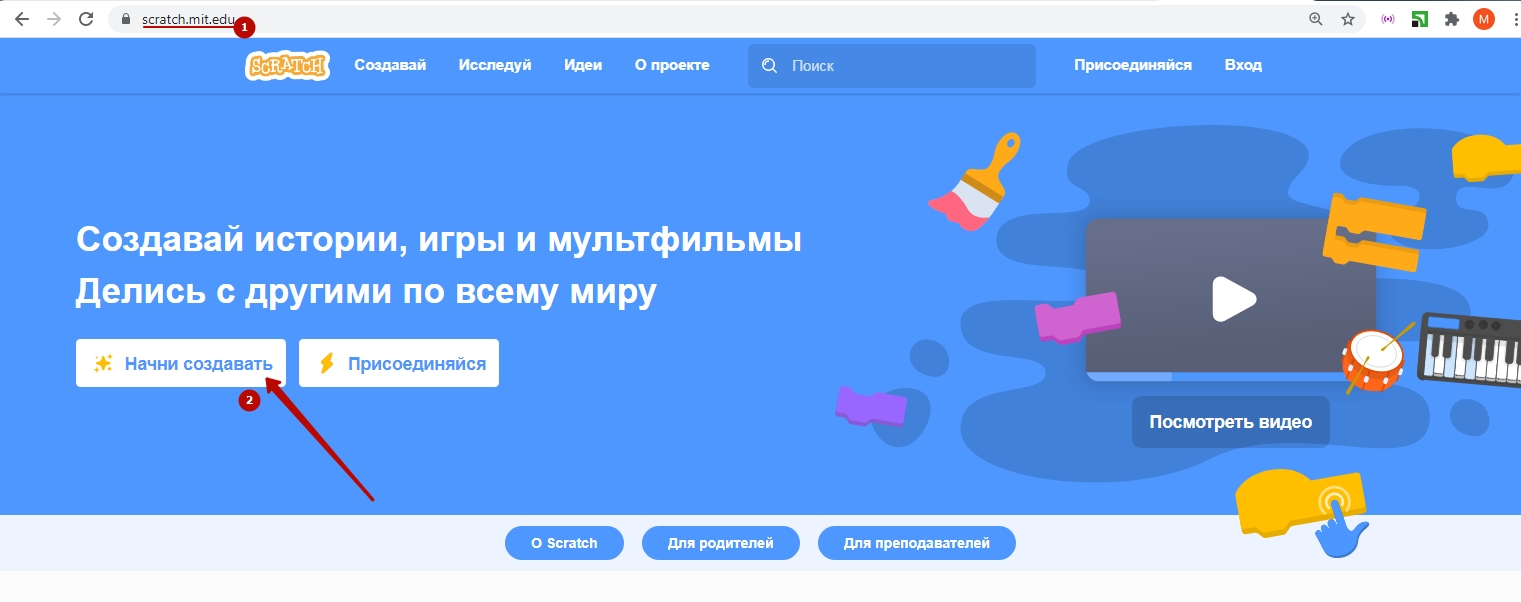 scratch.mit.edu
1
SCRATCH Создавай Исследуй Идеи О проекте Поиск Присоединяйся Вход
M
Создавай истории, игры и мультфильмы
Делись с другими по всему миру
Начни создавать Присоединяйся
2
Посмотреть видео
О Scratch Для родителей Для преподавателей